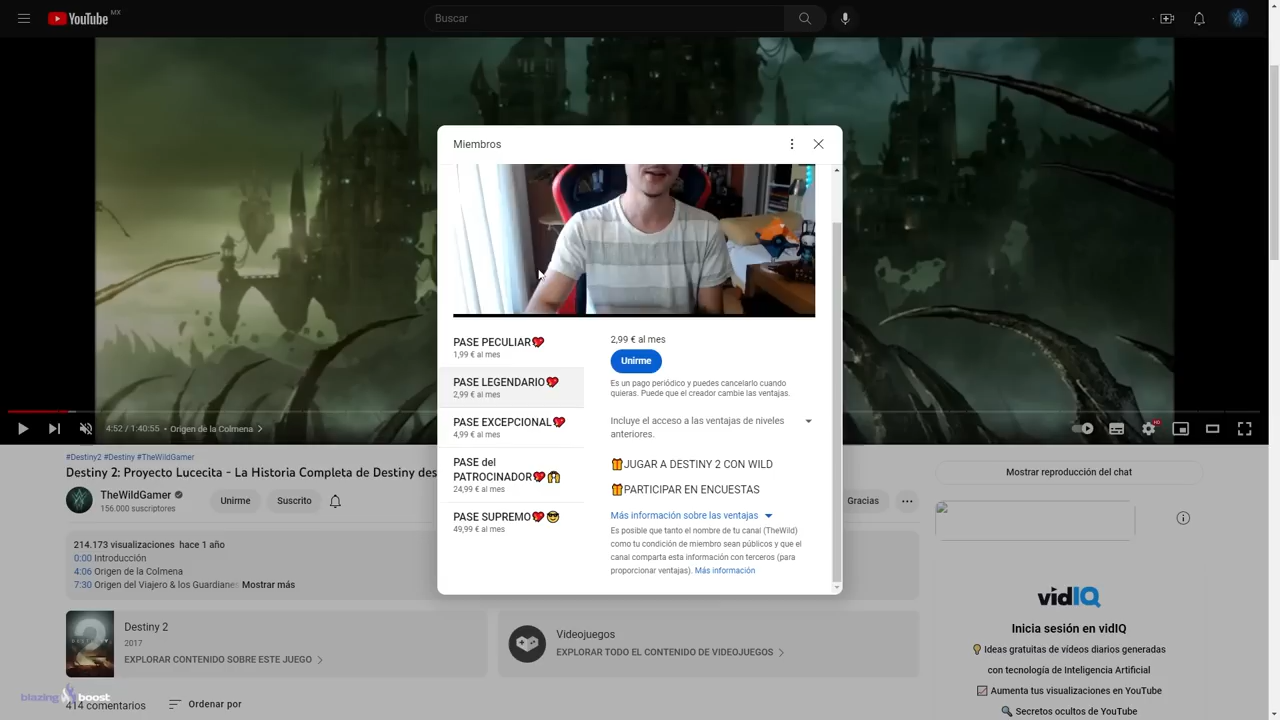 YouTube MX
Buscar
Miembros
PASE PECULIAR💖
1,99 € al mes
PASE LEGENDARIO💖
2,99 € al mes
PASE EXCEPCIONAL💖
4,99 € al mes
PASE del
PATROCINADOR💖🙌
24,99 € al mes
PASE SUPREMO💖😎
49,99 € al mes
2,99 € al mes
Unirme
Es un pago periódico y puedes cancelarlo cuando
quieras. Puede que el creador cambie las ventajas.
Incluye el acceso a las ventajas de niveles
anteriores.
🎁JUGAR A DESTINY 2 CON WILD
🎁PARTICIPAR EN ENCUESTAS
Más información sobre las ventajas
Es posible que tanto el nombre de tu canal (TheWild)
como tu condición de miembro sean públicos y que el
canal comparta esta información con terceros (para
proporcionar ventajas). Más información
4:52 / 1:40:55 • Origen de la Colmena
HD
#Destiny2 #Destiny #TheWildGamer
Destiny 2: Proyecto Lucecita - La Historia Completa de Destiny des
TheWildGamer
156.000 suscriptores
Unirme
Suscrito
Gracias
214.173 visualizaciones hace 1 año
0:00 Introducción
4:06 Origen de la Colmena
7:30 Origen del Viajero & los Guardianes
Mostrar más
Destiny 2
2017
EXPLORAR CONTENIDO SOBRE ESTE JUEGO
Videojuegos
EXPLORAR TODO EL CONTENIDO DE VIDEOJUEGOS
blazing boost
414 comentarios
Ordenar por
Mostrar reproducción del chat
vidIQ
Inicia sesión en vidIQ
💡 Ideas gratuitas de vídeos diarios generadas
con tecnología de Inteligencia Artificial
📈 Aumenta tus visualizaciones en YouTube
🔍 Secretos ocultos de YouTube